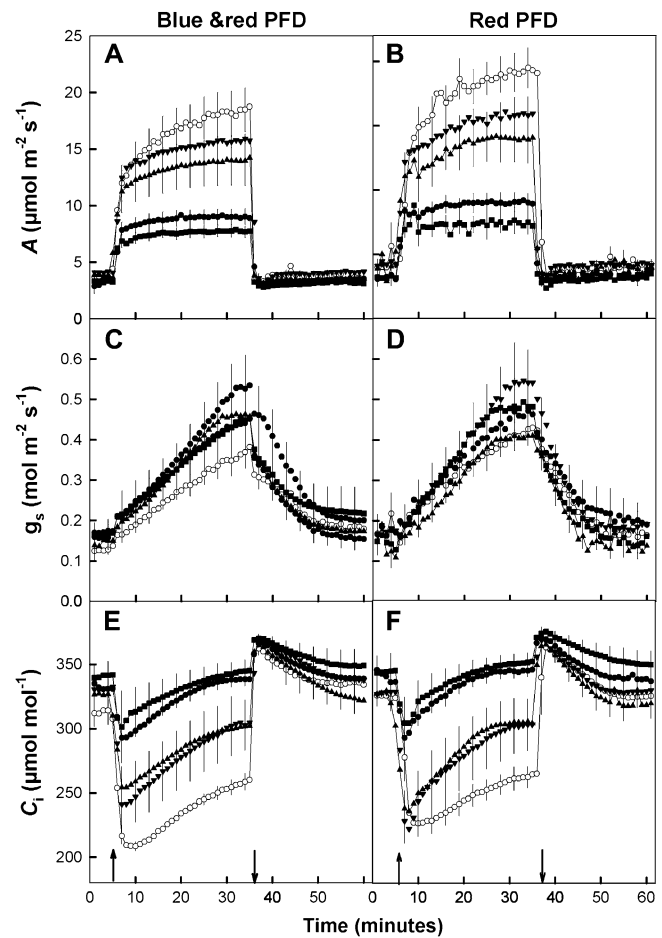 Blue &red PFD
Red PFD
A
B
25
20
15
10
5
0
A (µmol m⁻² s⁻¹)
C
D
0.6
0.5
0.4
0.3
0.2
0.1
0.0
gₛ (mol m⁻² s⁻¹)
E
F
350
300
250
200
Cᵢ (µmol mol⁻¹)
0 10 20 30 40 50
0 10 20 30 40 50 60
Time (minutes)